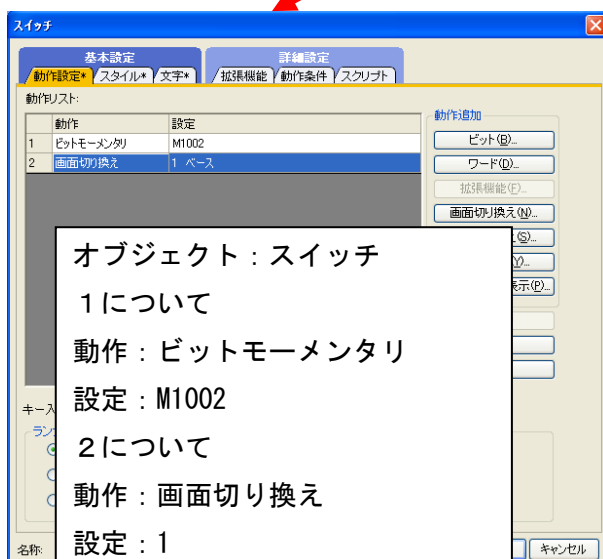 スイッチ
基本設定 詳細設定
動作設定* スタイル* 文字* 拡張機能 動作条件 スクリプト
動作リスト:
動作 設定
1 ビットモーメンタリ M1002
2 画面切り換え 1 ベース
動作追加
ビット(B)...
ワード(D)...
拡張機能(F)...
画面切り換え(N)...
(S)...
(Y)...
表示(P)...
オブジェクト：スイッチ
１について
動作：ビットモーメンタリ
設定：M1002
２について
動作：画面切り換え
設定：1
キー入
ラン
名称:
キャンセル